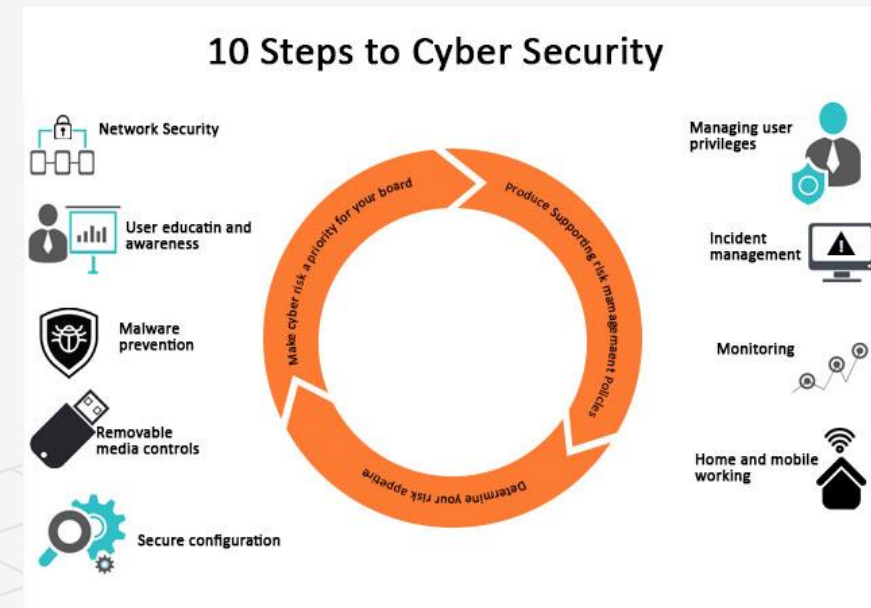 10 Steps to Cyber Security
Network Security
User educatin and
awareness
Malware
prevention
Removable
media controls
Secure configuration
Make cyber risk a priority for your board
Produce Supporting risk mamagemaent Policies
Determine your risk appetire
Managing user
privileges
Incident
management
Monitoring
Home and mobile
working